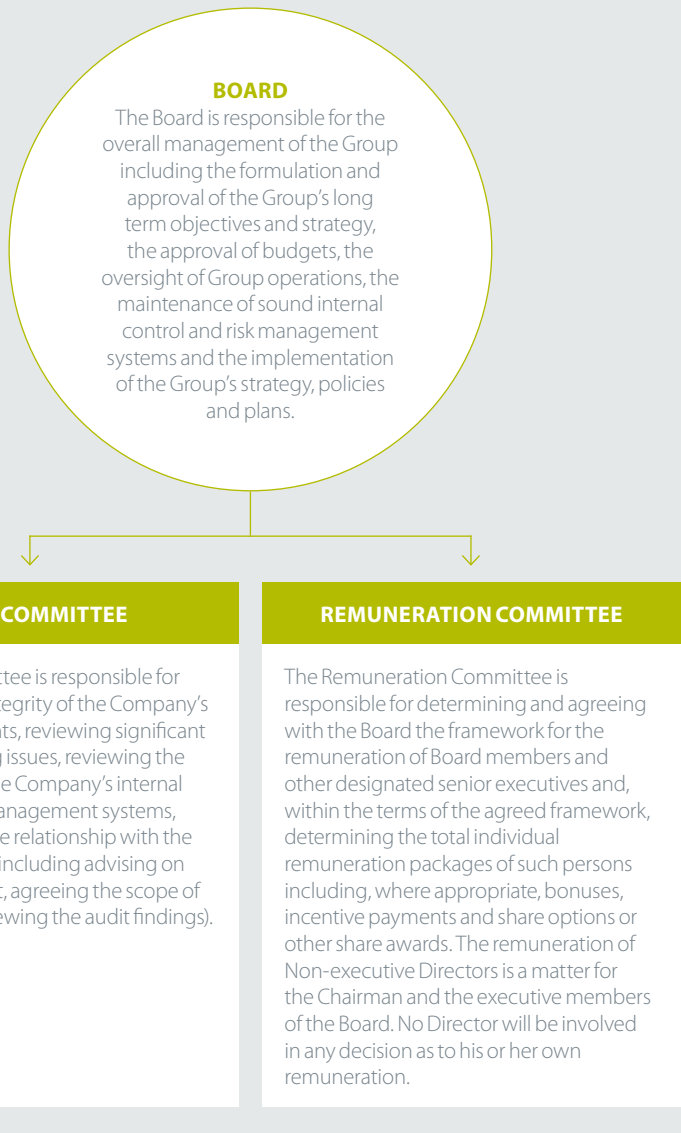 BOARD
The Board is responsible for the
overall management of the Group
including the formulation and
approval of the Group’s long
term objectives and strategy,
the approval of budgets, the
oversight of Group operations, the
maintenance of sound internal
control and risk management
systems and the implementation
of the Group’s strategy, policies
and plans.
COMMITTEE
is responsible for
of the Company’s
reviewing significant
issues, reviewing the
Company’s internal
systems,
relationship with the
including advising on
agreeing the scope of
the audit findings).
REMUNERATION COMMITTEE
The Remuneration Committee is
responsible for determining and agreeing
with the Board the framework for the
remuneration of Board members and
other designated senior executives and,
within the terms of the agreed framework,
determining the total individual
remuneration packages of such persons
including, where appropriate, bonuses,
incentive payments and share options or
other share awards. The remuneration of
Non-executive Directors is a matter for
the Chairman and the executive members
of the Board. No Director will be involved
in any decision as to his or her own
remuneration.